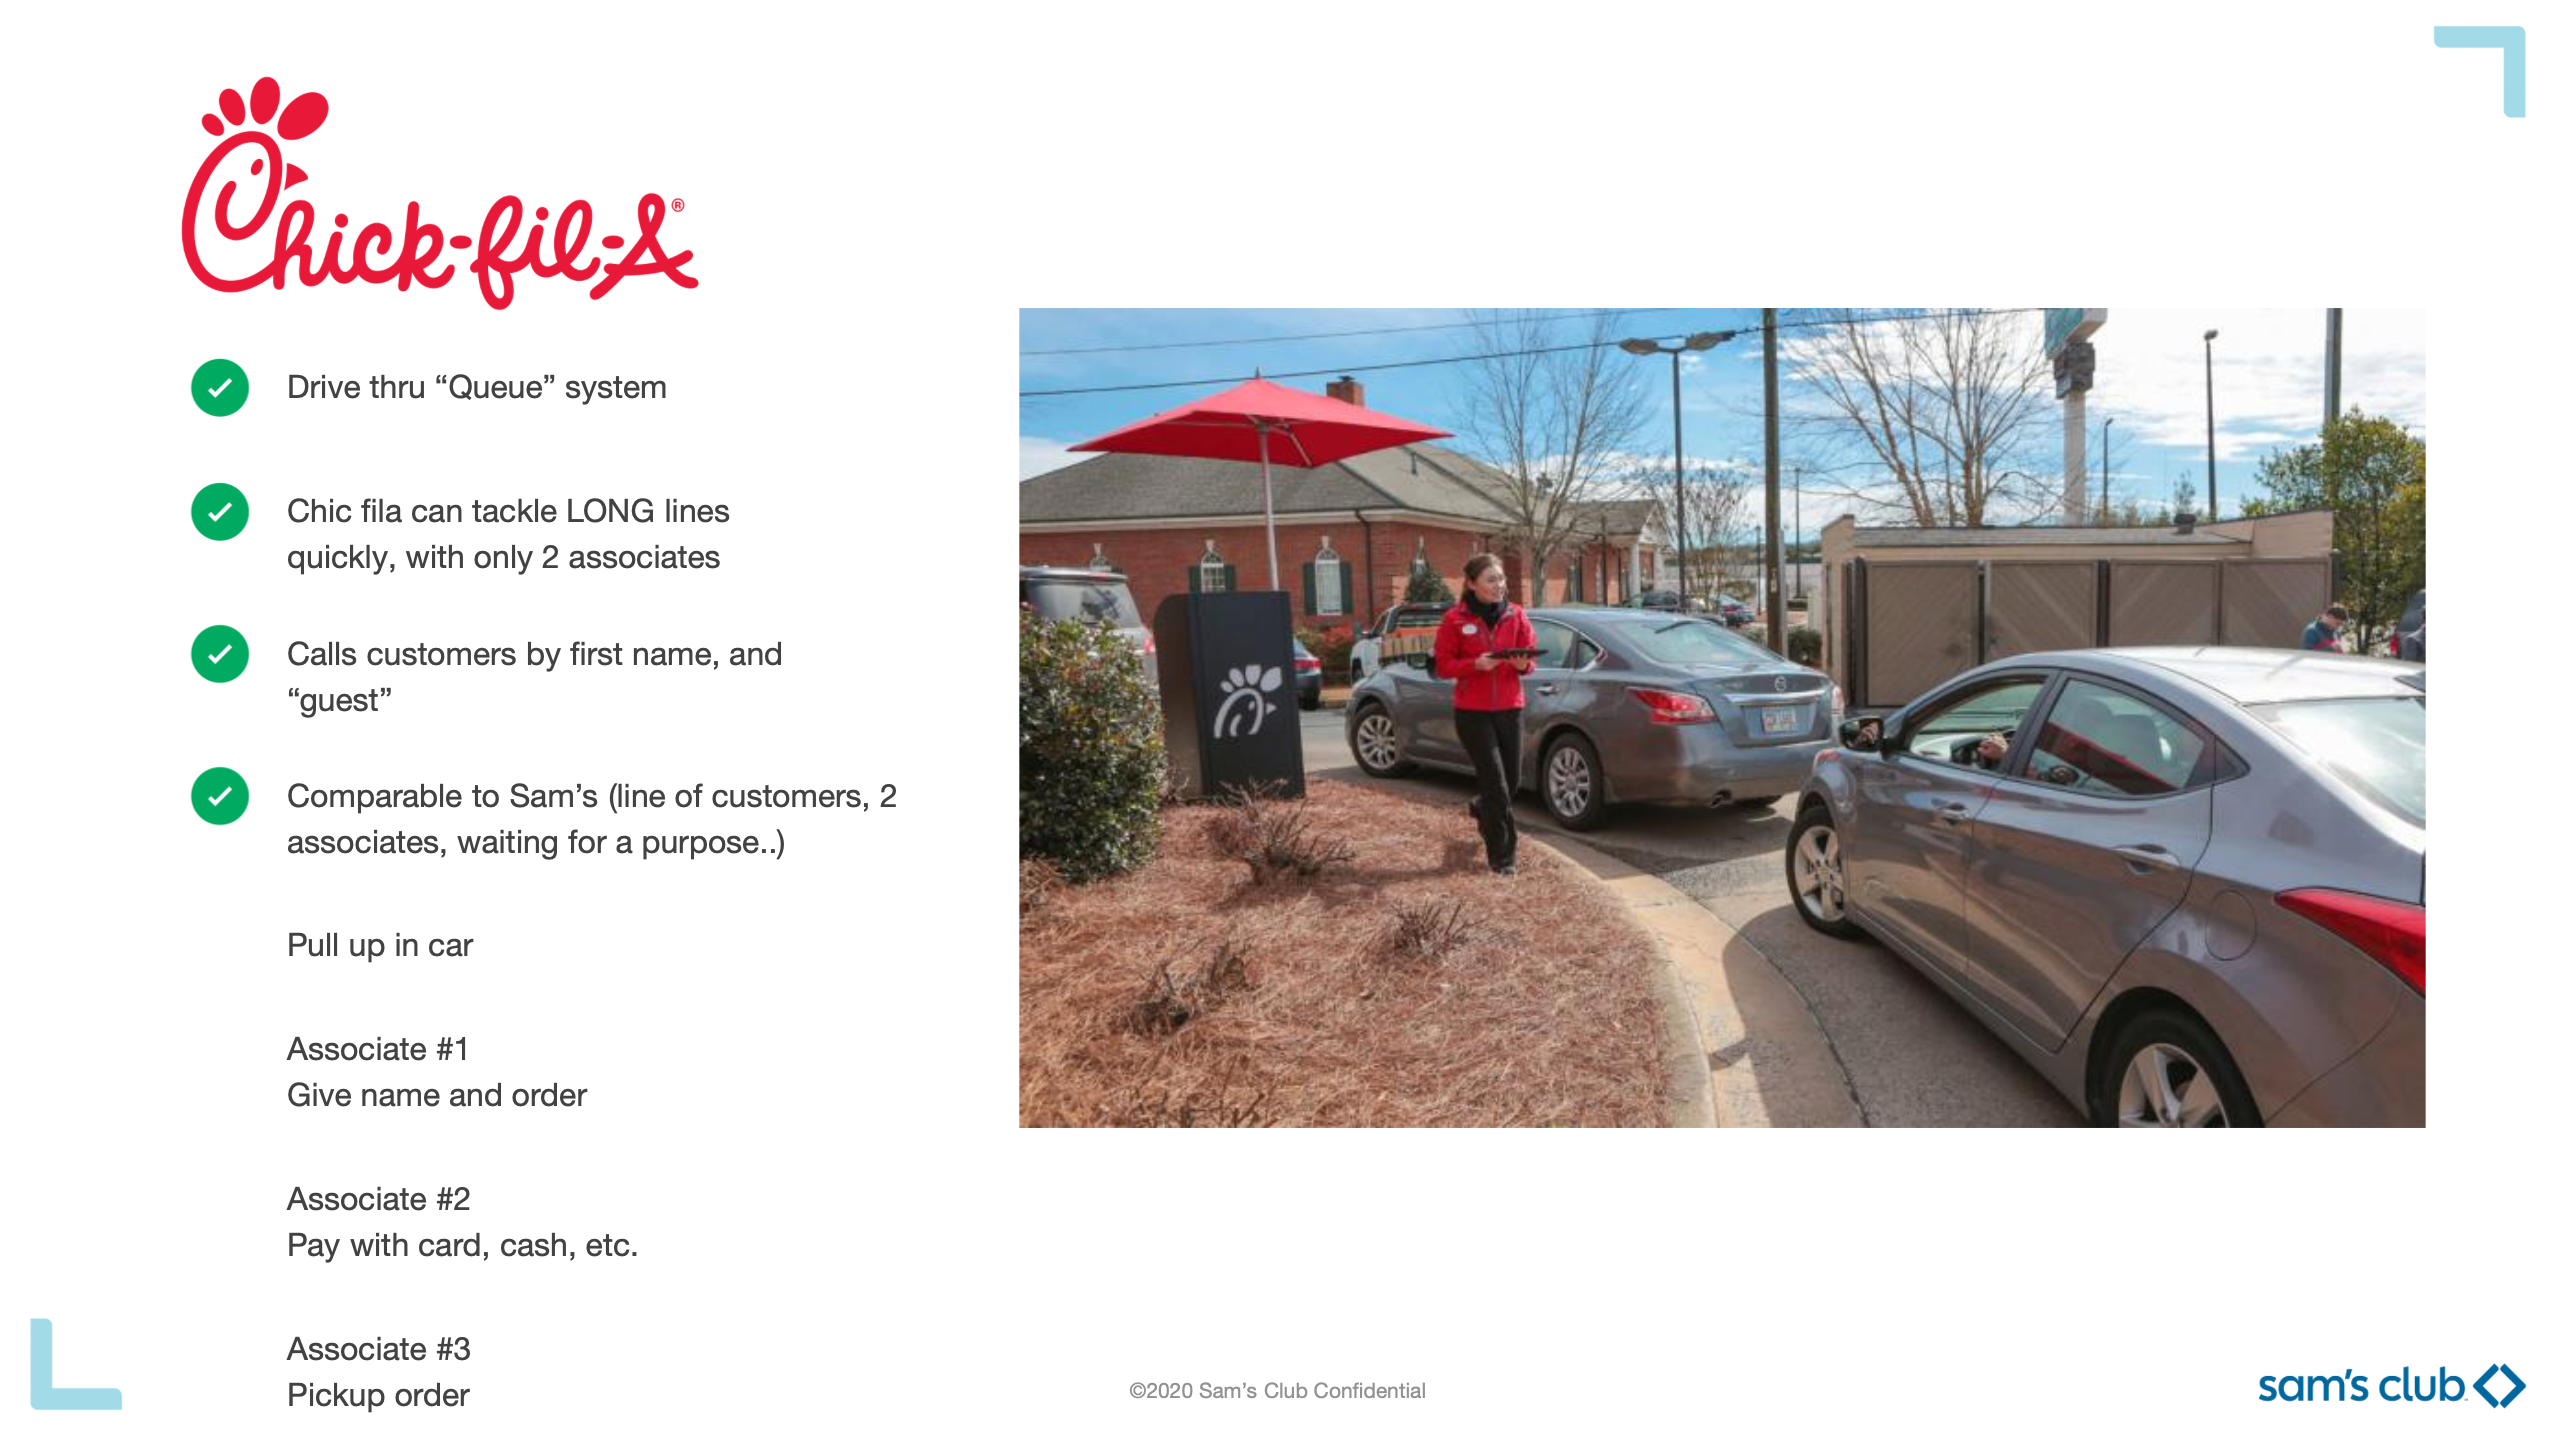 Chick-fil-A®
Drive thru “Queue” system
Chic fila can tackle LONG lines
quickly, with only 2 associates
Calls customers by first name, and
“guest”
Comparable to Sam’s (line of customers, 2
associates, waiting for a purpose..)
Pull up in car
Associate #1
Give name and order
Associate #2
Pay with card, cash, etc.
Associate #3
Pickup order
©2020 Sam’s Club Confidential
sam’s club